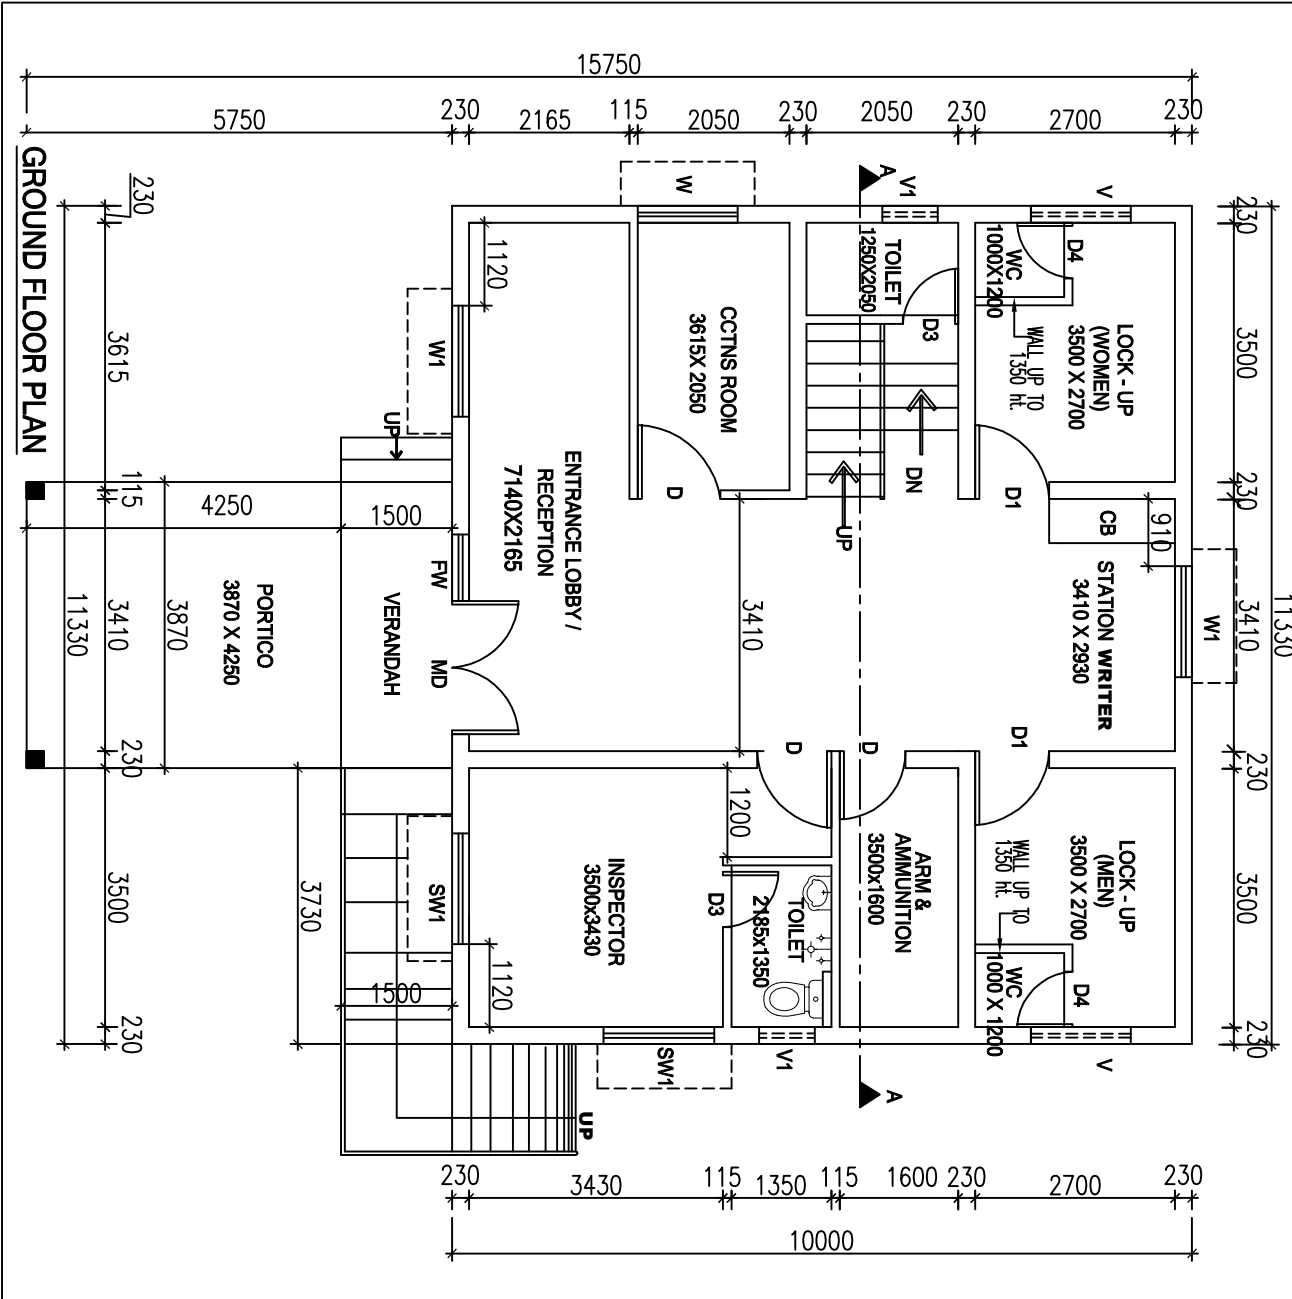 15750
5750
230
2165
115
2050
230
2050
230
2700
230
GROUND FLOOR PLAN
230
3615
115
3410
230
3500
230
11330
3870
3730
4250
1500
1500
PORTICO
3870 X 4250
VERANDAH
UP
W1
FW
MD
SW1
1120
1120
ENTRANCE LOBBY /
RECEPTION
7140X2165
INSPECTOR
3500x3430
W
CCTNS ROOM
3615X 2050
D
3410
D
1200
D3
SW1
TOILET
2185x1350
V1
UP
A
V1
TOILET
1250X2050
D3
DN
UP
D
ARM &
AMMUNITION
3500x1600
A
V
D4
WC
1000X1200
WALL UP TO
1350 ht.
LOCK - UP
(WOMEN)
3500 X 2700
D1
CB
910
STATION WRITER
3410 X 2930
W1
D1
LOCK - UP
(MEN)
3500 X 2700
WALL UP TO
1350 ht.
D4
WC
1000 X 1200
V
230
3500
230
3410
230
3500
230
11330
230
3430
115
1350
115
1600
230
2700
230
10000